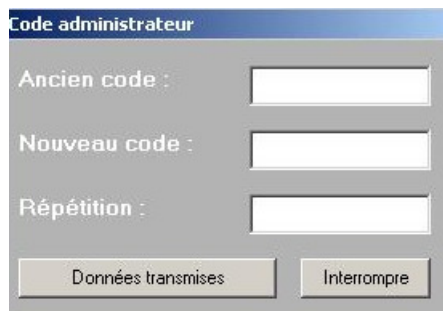 Code administrateur
Ancien code :
Nouveau code :
Répétition :
Données transmises
Interrompre